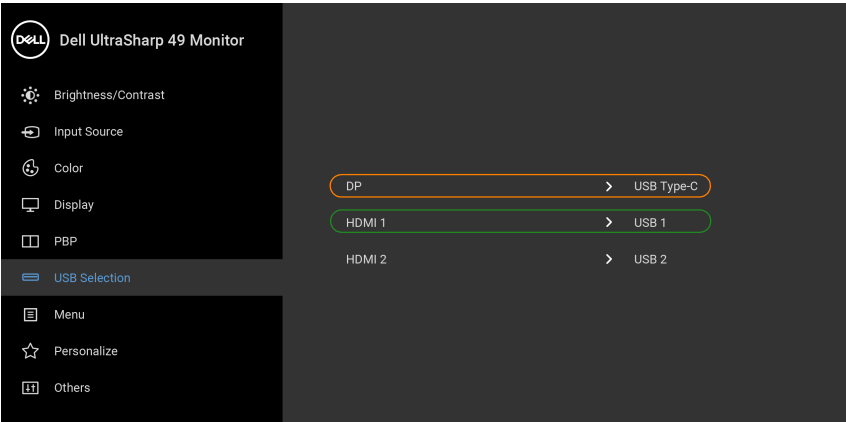 DELL
Dell UltraSharp 49 Monitor
Brightness/Contrast
Input Source
Color
Display
PBP
USB Selection
Menu
Personalize
Others
DP > USB Type-C
HDMI 1 > USB 1
HDMI 2 > USB 2